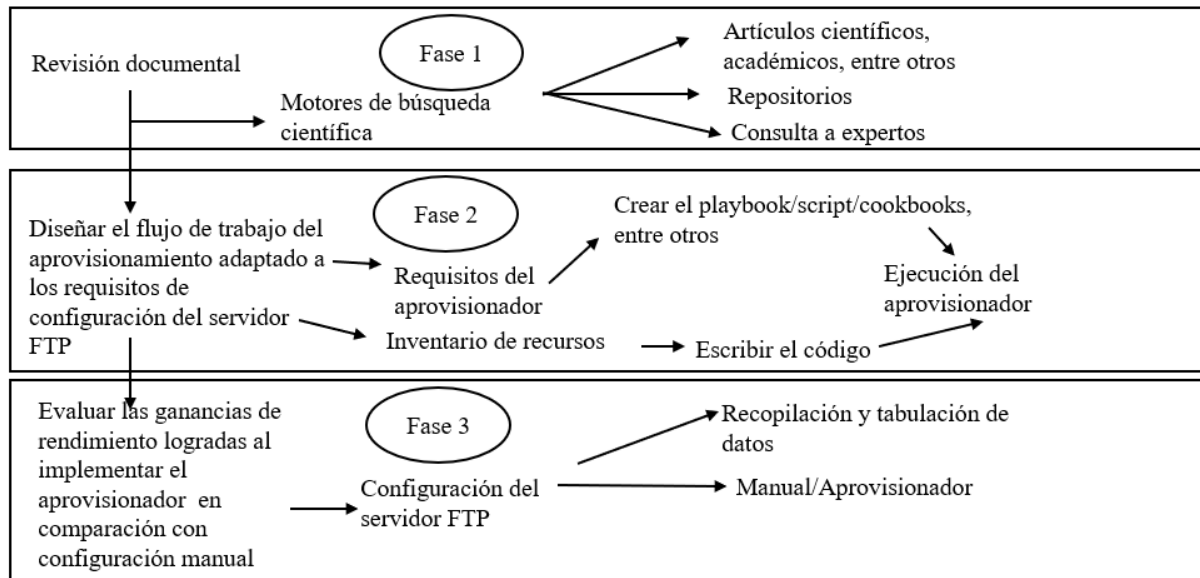 Revisión documental
Fase 1
Motores de búsqueda
científica
Artículos científicos,
académicos, entre otros
Repositorios
Consulta a expertos
Diseñar el flujo de trabajo del
aprovisionamiento adaptado a
los requisitos de
configuración del servidor
FTP
Fase 2
Requisitos del
aprovisionador
Inventario de recursos
Crear el playbook/script/cookbooks,
entre otros
Escribir el código
Ejecución del
aprovisionador
Evaluar las ganancias de
rendimiento logradas al
implementar el
aprovisionador en
comparación con
configuración manual
Fase 3
Configuración del
servidor FTP
Recopilación y tabulación de
datos
Manual/Aprovisionador